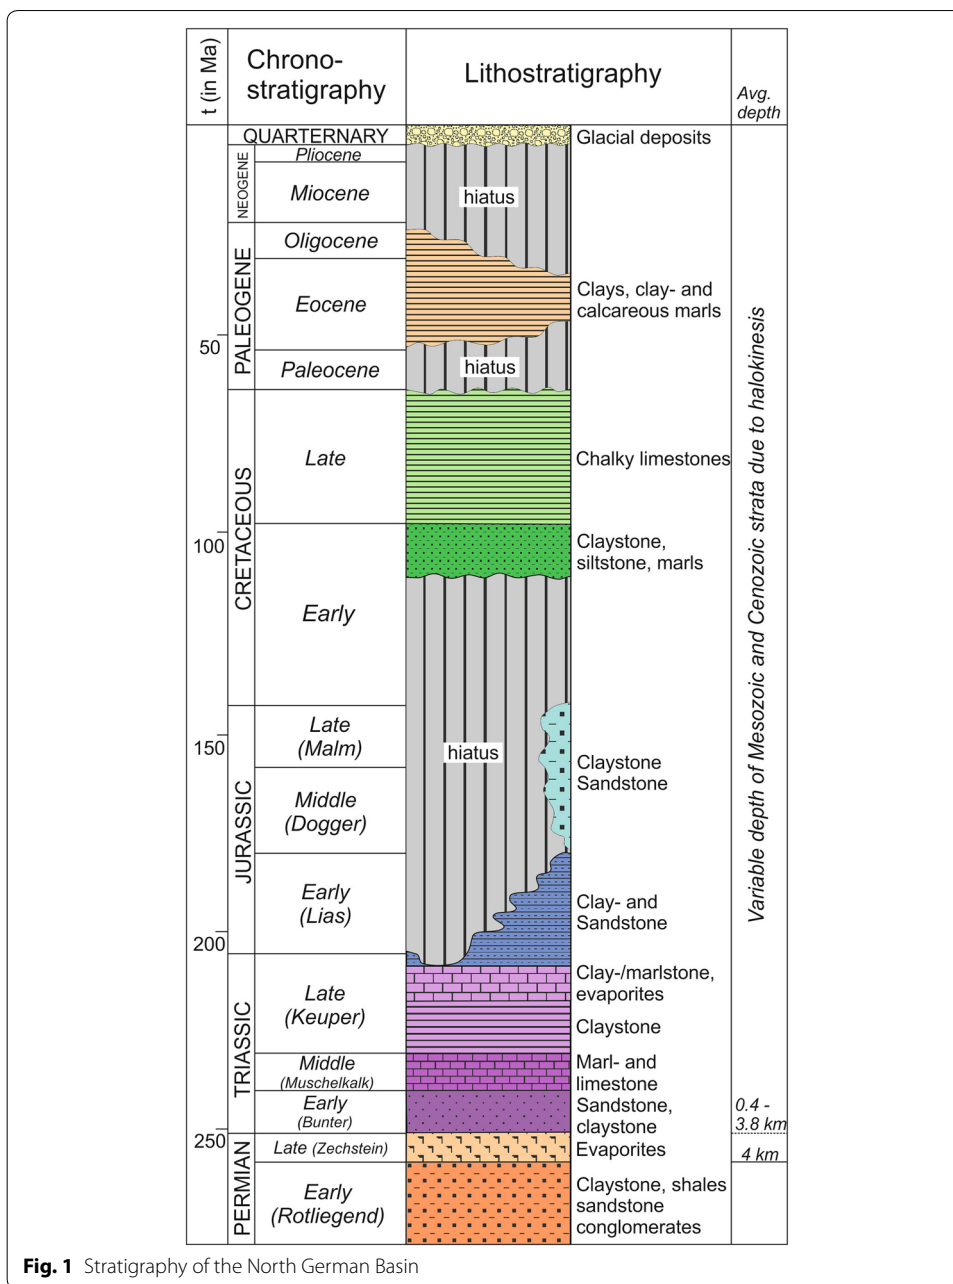 t (in Ma)
Chrono-
stratigraphy
Lithostratigraphy
Avg.
depth
QUARTERNARY
Glacial deposits
NEOGENE
Pliocene
Miocene
hiatus
PALEOGENE
Oligocene
Eocene
Clays, clay- and
calcareous marls
50
Paleocene
hiatus
CRETACEOUS
Late
Chalky limestones
100
Claystone,
siltstone, marls
Early
JURASSIC
Late
(Malm)
150
hiatus
Claystone
Sandstone
Middle
(Dogger)
Early
(Lias)
Clay- and
Sandstone
200
TRIASSIC
Late
(Keuper)
Clay-/marlstone,
evaporites
Claystone
Middle
(Muschelkalk)
Marl- and
limestone
Early
(Bunter)
Sandstone,
claystone
0.4 -
3.8 km
250
PERMIAN
Late (Zechstein)
Evaporites
4 km
Early
(Rotliegend)
Claystone, shales
sandstone
conglomerates
Variable depth of Mesozoic and Cenozoic strata due to halokinesis
Fig. 1 Stratigraphy of the North German Basin